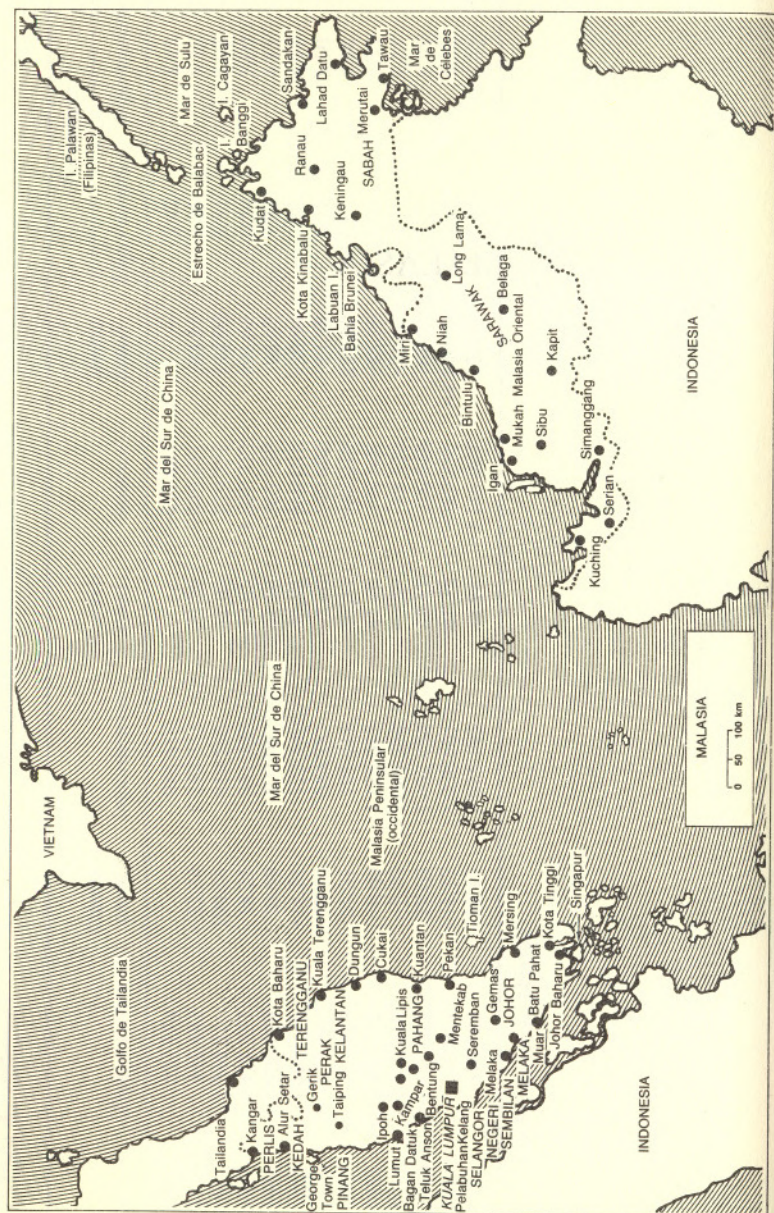 Tailandia
Golfo de Tailandia
VIETNAM
Mar del Sur de China
Mar del Sur de China
I. Palawan
(Filipinas)
Mar de Sulu
Estrecho de Balabac
I. Cagayan
I.
Banggi
Kudat
Sandakan
Ranau
Kota Kinabalu
Lahad Datu
Keningau
Tawau
Labuan I.
Bahía Brunei
SABAH
Merutai
Mar
de
Célebes
Miri
Niah
Long Lama
Bintulu
SARAWAK
Belaga
Mukah
Malasia Oriental
Igan
Sibu
Kapit
Simanggang
Kuching
Serian
INDONESIA
Kangar
PERLIS
Alur Setar
KEDAH
Kota Baharu
TERENGGANU
George
Town
PINANG
Gerik
PERAK
Kuala Terengganu
Taiping
KELANTAN
Dungun
Malasia Peninsular
(occidental)
Ipoh
Cukai
Lumut
Kampar
Kuala Lipis
Bagan Datuk
PAHANG
Kuantan
Teluk Anson
Bentung
Mentekab
Pekan
KUALA LUMPUR
Pelabuhan Kelang
Seremban
Tioman I.
SELANGOR
NEGERI
SEMBILAN
Melaka
MELAKA
Gemas
JOHOR
Mersing
Muar
Batu Pahat
Kota Tinggi
Johor Baharu
Singapur
INDONESIA
MALASIA
0 50 100 km